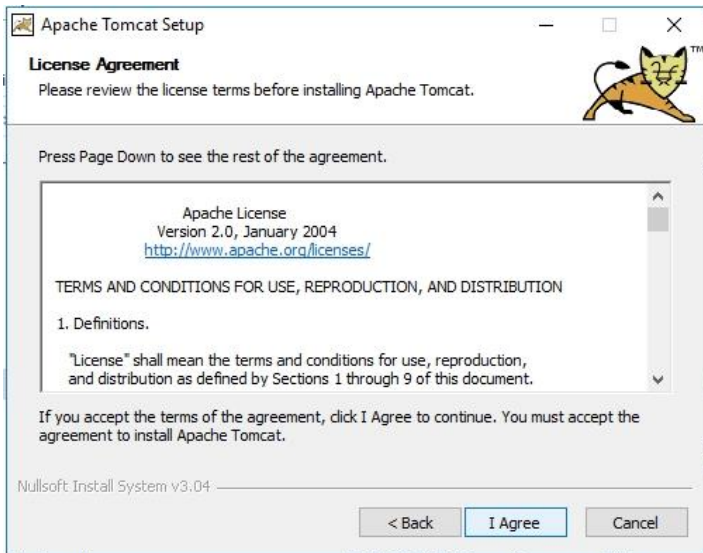 Apache Tomcat Setup
License Agreement
Please review the license terms before installing Apache Tomcat.
TM
Press Page Down to see the rest of the agreement.
Apache License
Version 2.0, January 2004
http://www.apache.org/licenses/
TERMS AND CONDITIONS FOR USE, REPRODUCTION, AND DISTRIBUTION
1. Definitions.
"License" shall mean the terms and conditions for use, reproduction,
and distribution as defined by Sections 1 through 9 of this document.
If you accept the terms of the agreement, click I Agree to continue. You must accept the
agreement to install Apache Tomcat.
Nullsoft Install System v3.04
< Back I Agree Cancel